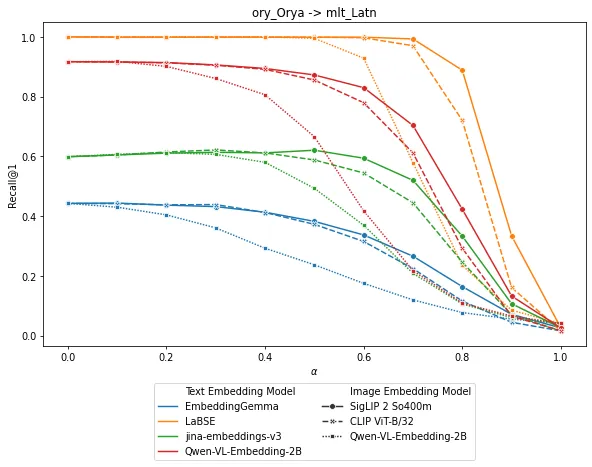 ory_Orya -> mlt_Latn
Recall@1
1.0
0.8
0.6
0.4
0.2
0.0
0.0 0.2 0.4 0.6 0.8 1.0
α
Text Embedding Model
EmbeddingGemma
LaBSE
jina-embeddings-v3
Qwen-VL-Embedding-2B
Image Embedding Model
SigLIP 2 So400m
CLIP ViT-B/32
Qwen-VL-Embedding-2B